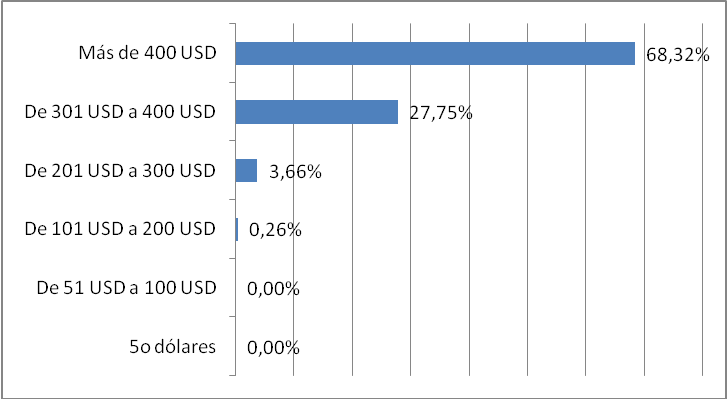 Más de 400 USD 68,32%
De 301 USD a 400 USD 27,75%
De 201 USD a 300 USD 3,66%
De 101 USD a 200 USD 0,26%
De 51 USD a 100 USD 0,00%
5o dólares 0,00%